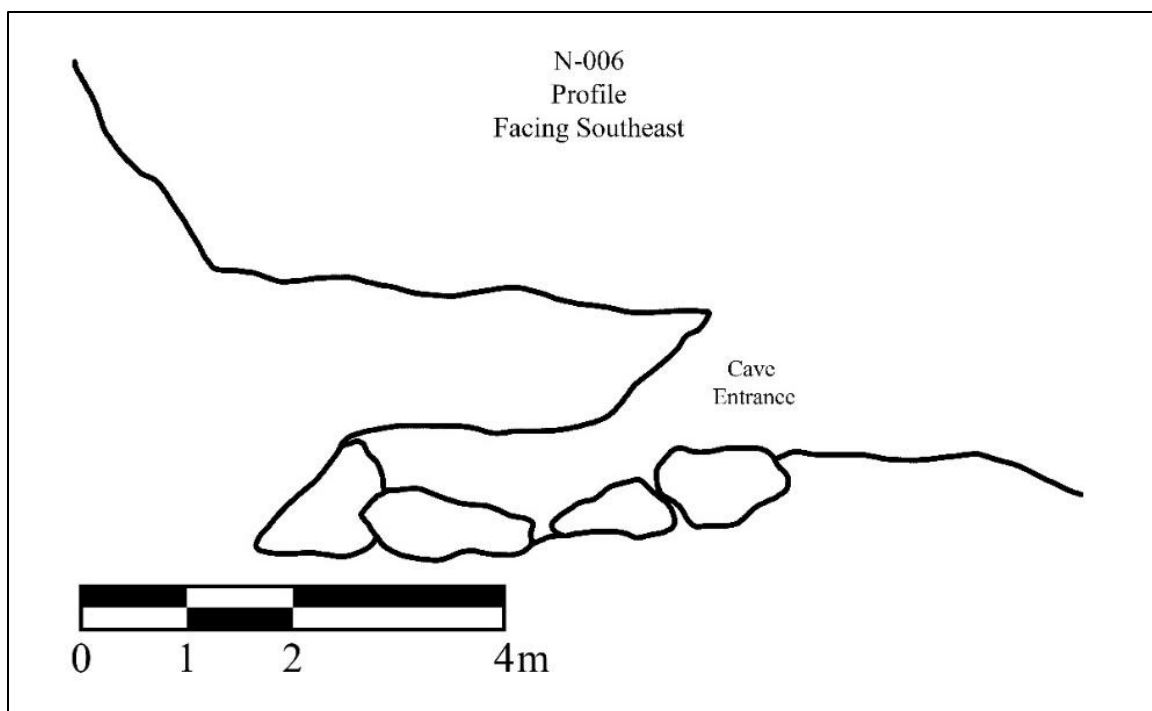 N-006
Profile
Facing Southeast
Cave
Entrance
0 1 2 4m